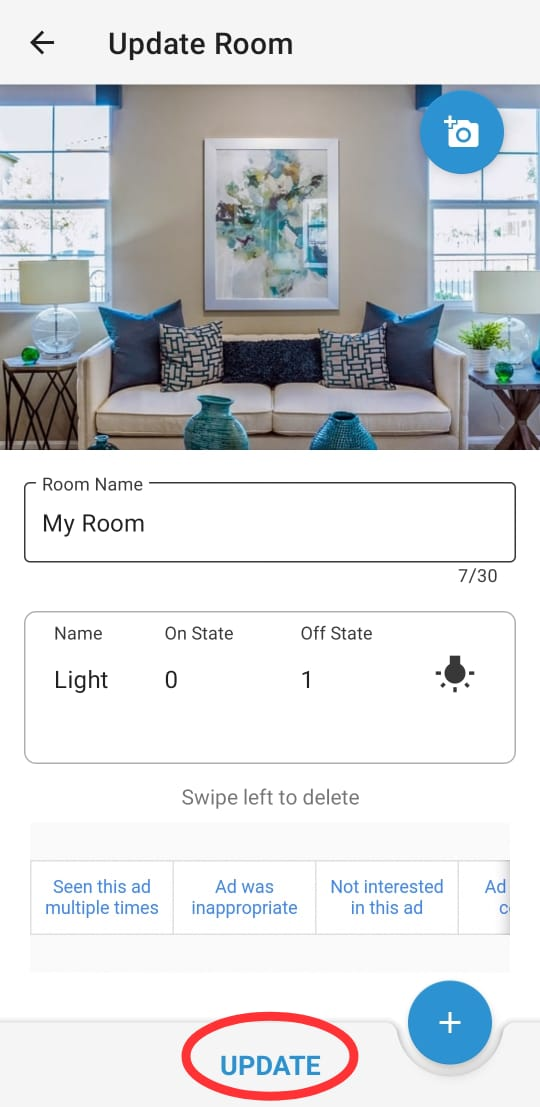 Update Room
Room Name
My Room
7/30
Name On State Off State
Light 0 1
Swipe left to delete
Seen this ad
multiple times
Ad was
inappropriate
Not interested
in this ad
Ad
UPDATE